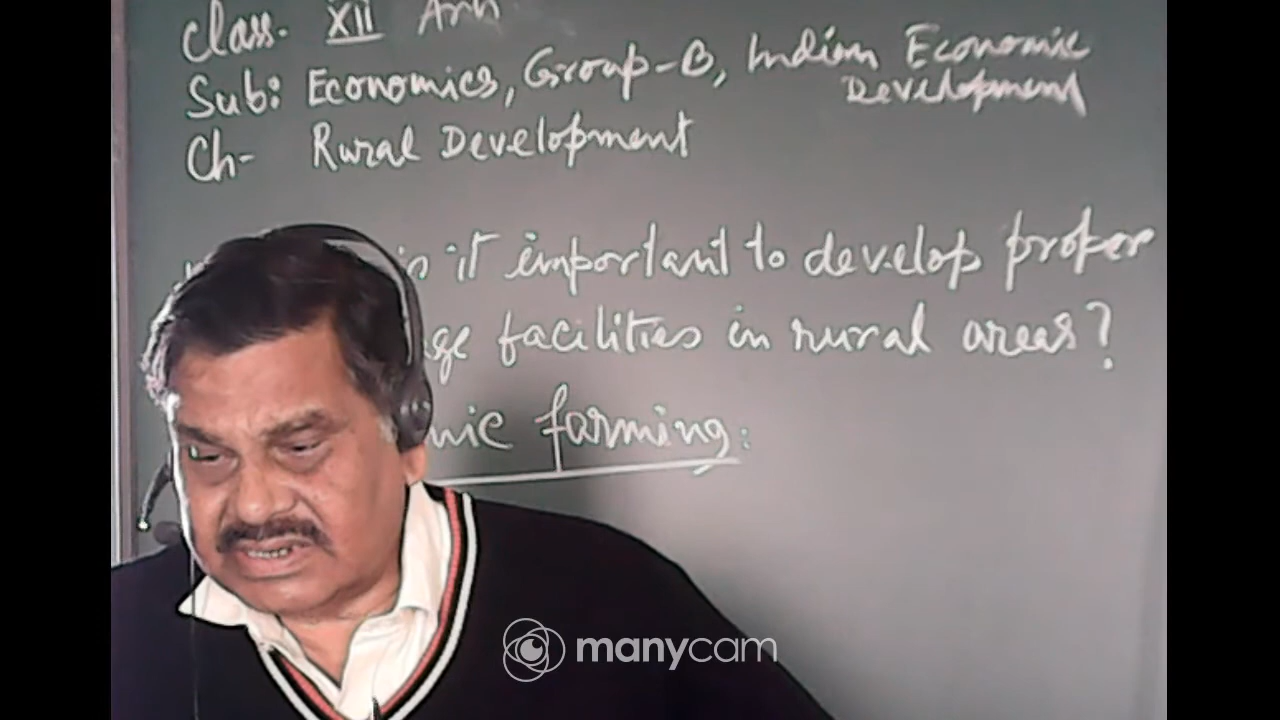 Class- XII Arts
Sub: Economics, Group-B, Indian Economic
Development
Ch- Rural Development
is it important to develop proper
facilities in rural areas?
farming:
manycam